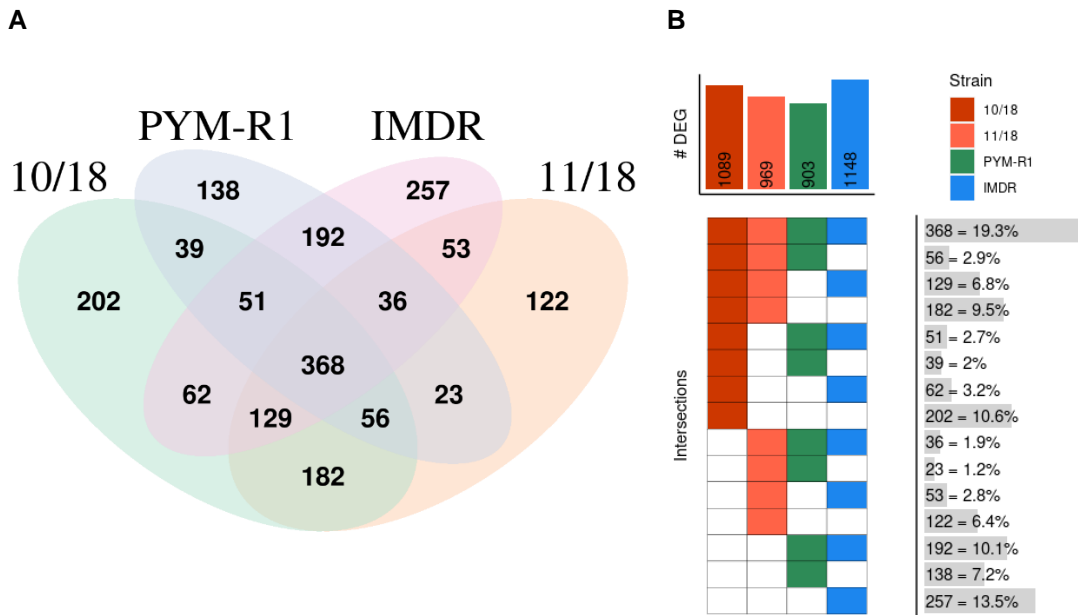 A
PYM-R1 IMDR
10/18 11/18
138 257
39 192 53
202 51 36 122
368
62 23
129 56
182
B
# DEG
1089 969 903 1148
Strain
10/18
11/18
PYM-R1
IMDR
Intersections
368 = 19.3%
56 = 2.9%
129 = 6.8%
182 = 9.5%
51 = 2.7%
39 = 2%
62 = 3.2%
202 = 10.6%
36 = 1.9%
23 = 1.2%
53 = 2.8%
122 = 6.4%
192 = 10.1%
138 = 7.2%
257 = 13.5%